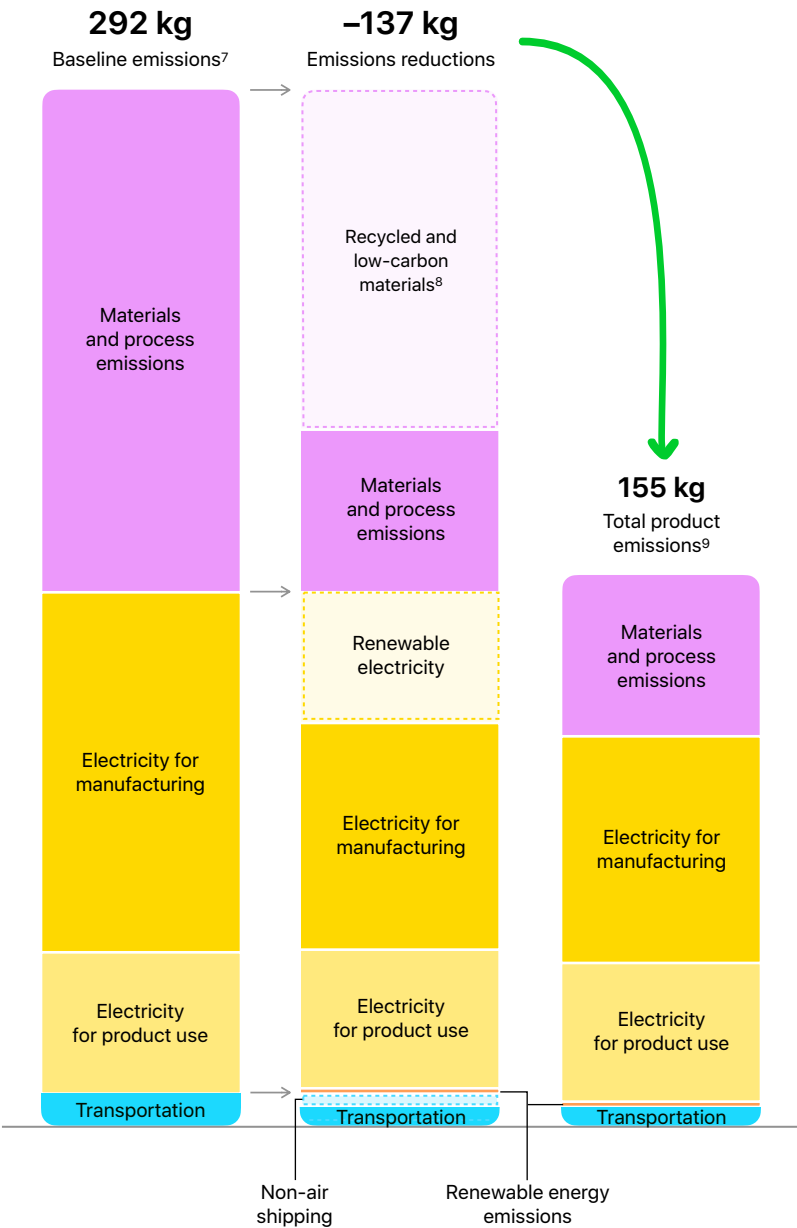 292 kg
Baseline emissions⁷
–137 kg
Emissions reductions
Materials
and process
emissions
Electricity for
manufacturing
Electricity
for product use
Transportation
Recycled and
low-carbon
materials⁸
Materials
and process
emissions
Renewable
electricity
Electricity for
manufacturing
Electricity
for product use
Transportation
Non-air
shipping
Renewable energy
emissions
155 kg
Total product
emissions⁹
Materials
and process
emissions
Electricity for
manufacturing
Electricity
for product use
Transportation